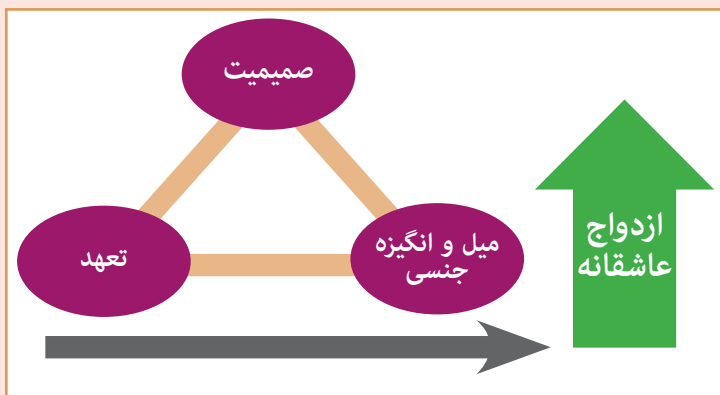 صمیمیت
میل و انگیزه
جنسی
تعهد
ازدواج
عاشقانه